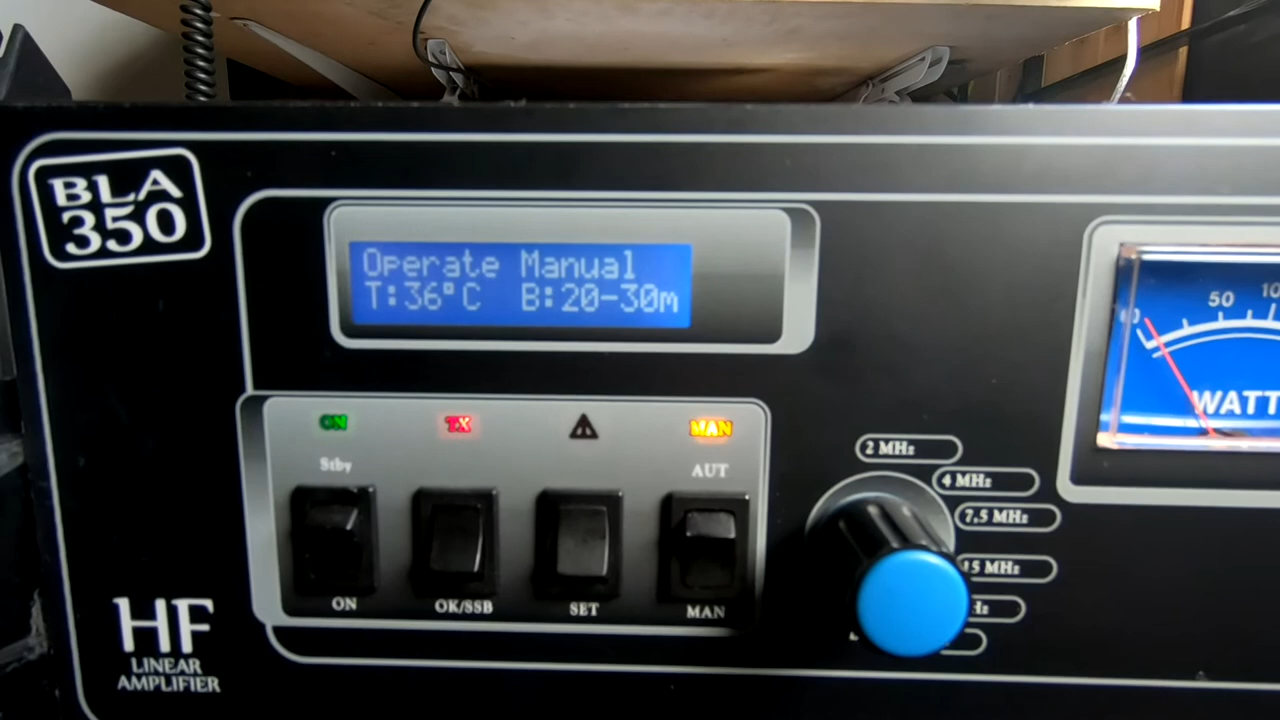 BLA
350
Operate Manual
T:36°C B:20-30m
ON
TX
MAN
Stby
AUT
ON
OK/SSB
SET
MAN
2 MHz
4 MHz
7,5 MHz
15 MHz
Hz
50
WATT
HF
LINEAR
AMPLIFIER